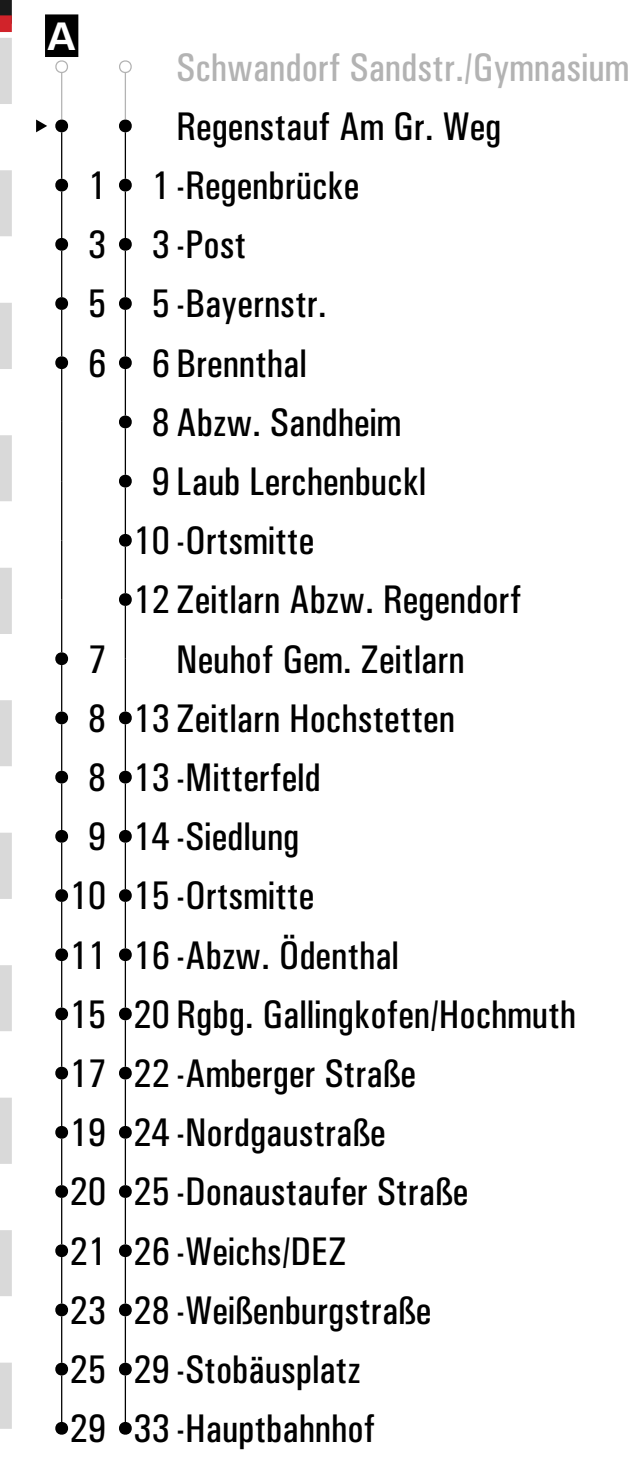 A
Schwandorf Sandstr./Gymnasium
Regenstauf Am Gr. Weg
1 1 -Regenbrücke
3 3 -Post
5 5 -Bayernstr.
6 6 Brennthal
8 Abzw. Sandheim
9 Laub Lerchenbuckl
10 -Ortsmitte
12 Zeitlarn Abzw. Regendorf
7 Neuhof Gem. Zeitlarn
8 13 Zeitlarn Hochstetten
8 13 -Mitterfeld
9 14 -Siedlung
10 15 -Ortsmitte
11 16 -Abzw. Ödenthal
15 20 Rgbg. Gallingkofen/Hochmuth
17 22 -Amberger Straße
19 24 -Nordgaustraße
20 25 -Donaustaufer Straße
21 26 -Weichs/DEZ
23 28 -Weißenburgstraße
25 29 -Stobäusplatz
29 33 -Hauptbahnhof